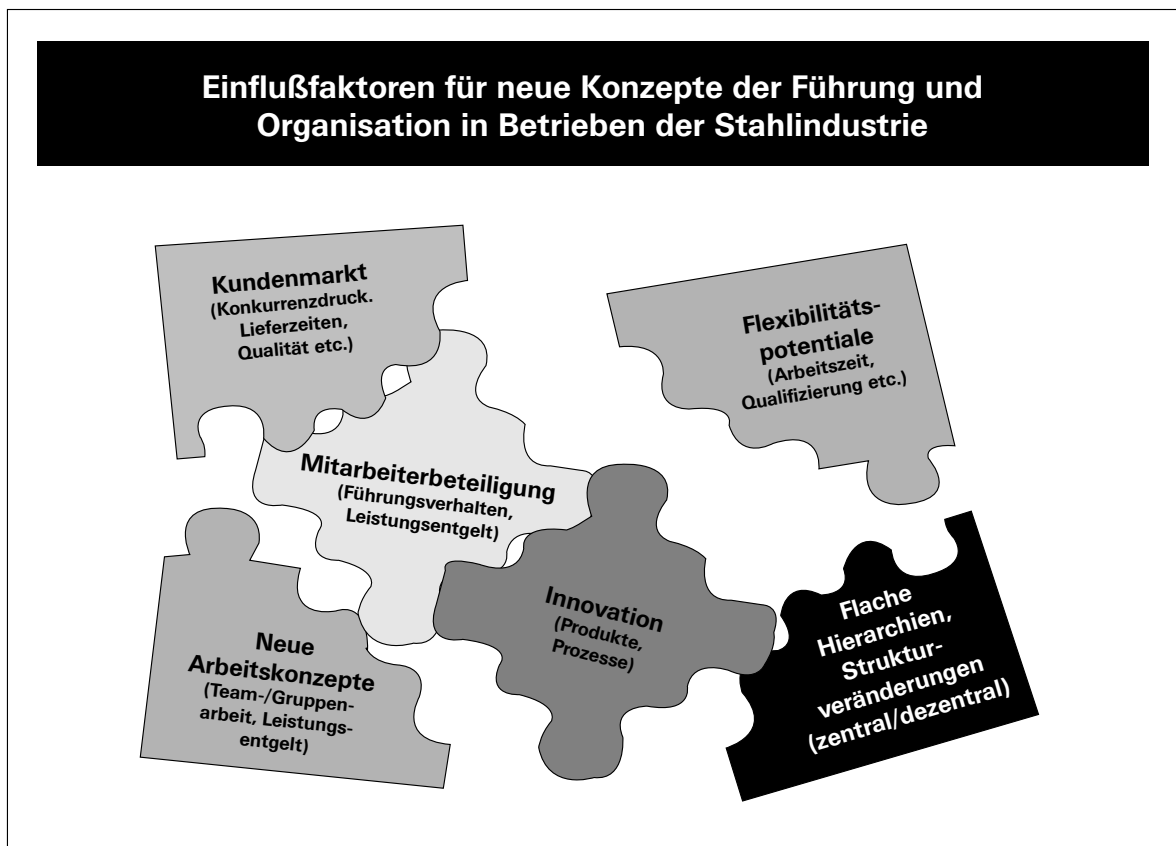 Einflußfaktoren für neue Konzepte der Führung und
Organisation in Betrieben der Stahlindustrie
Kundenmarkt
(Konkurrenzdruck.
Lieferzeiten,
Qualität etc.)
Flexibilitäts-
potentiale
(Arbeitszeit,
Qualifizierung etc.)
Mitarbeiterbeteiligung
(Führungsverhalten,
Leistungsentgelt)
Innovation
(Produkte,
Prozesse)
Neue
Arbeitskonzepte
(Team-/Gruppen-
arbeit, Leistungs-
entgelt)
Flache
Hierarchien,
Struktur-
veränderungen
(zentral/dezentral)